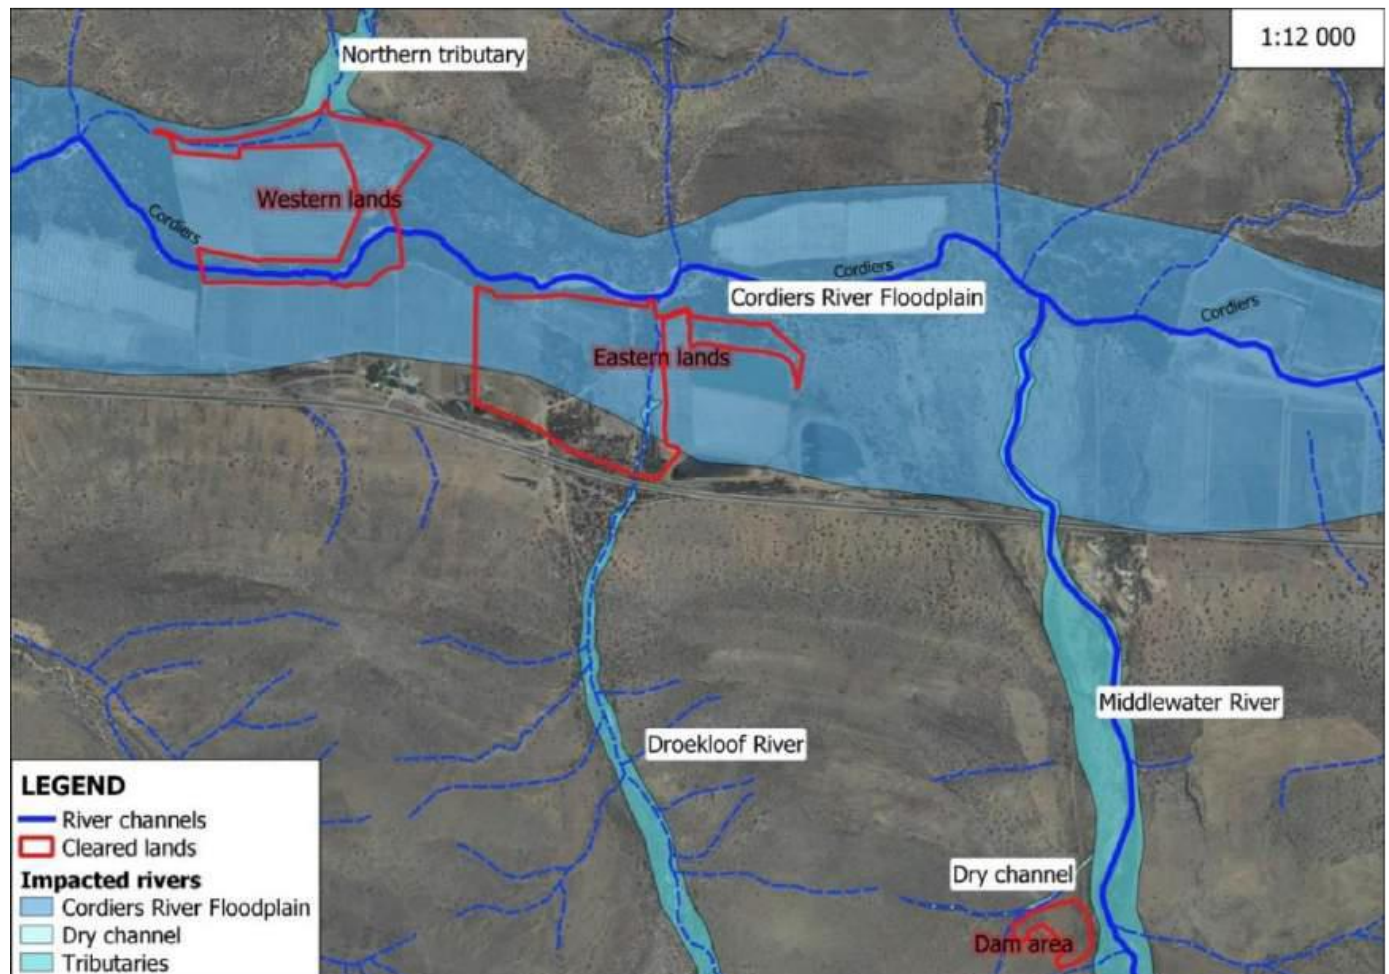 1:12 000
Northern tributary
Western lands
Cordiers
Cordiers
Cordiers River Floodplain
Cordiers
Eastern lands
Middlewater River
Droekloof River
Dry channel
Dam area
LEGEND
River channels
Cleared lands
Impacted rivers
Cordiers River Floodplain
Dry channel
Tributaries